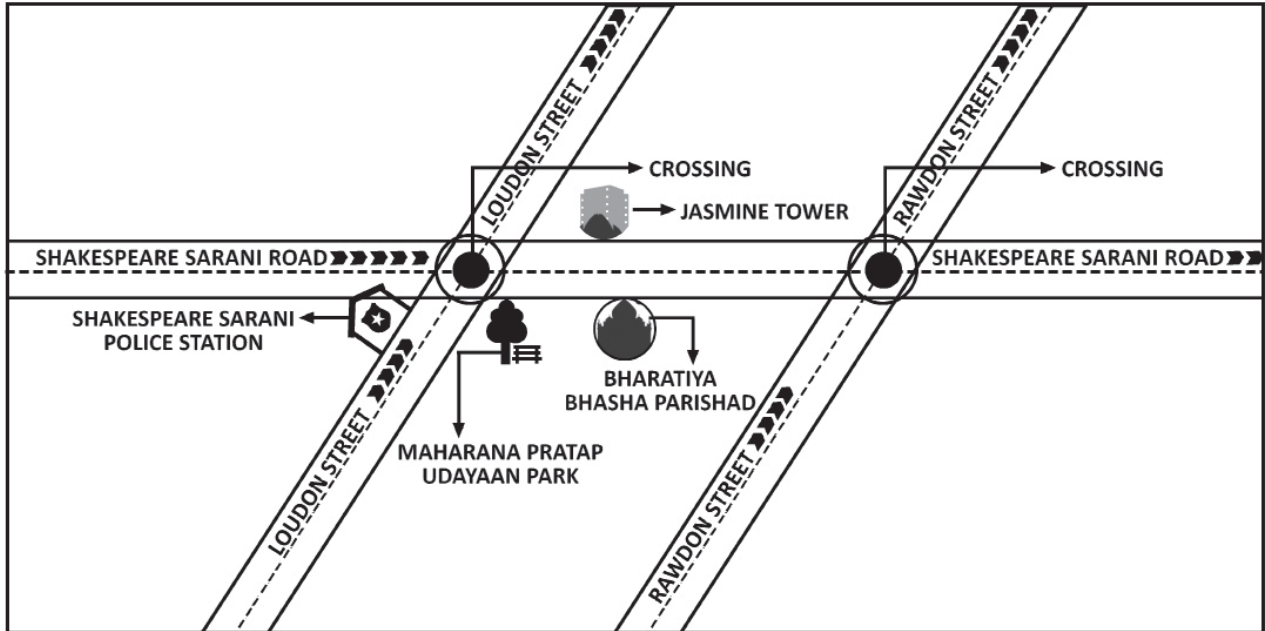 LOUDON STREET
RAWDON STREET
CROSSING
CROSSING
JASMINE TOWER
SHAKESPEARE SARANI ROAD
SHAKESPEARE SARANI ROAD
SHAKESPEARE SARANI
POLICE STATION
BHARATIYA
BHASHA PARISHAD
MAHARANA PRATAP
UDAYAAN PARK
LOUDON STREET
RAWDON STREET